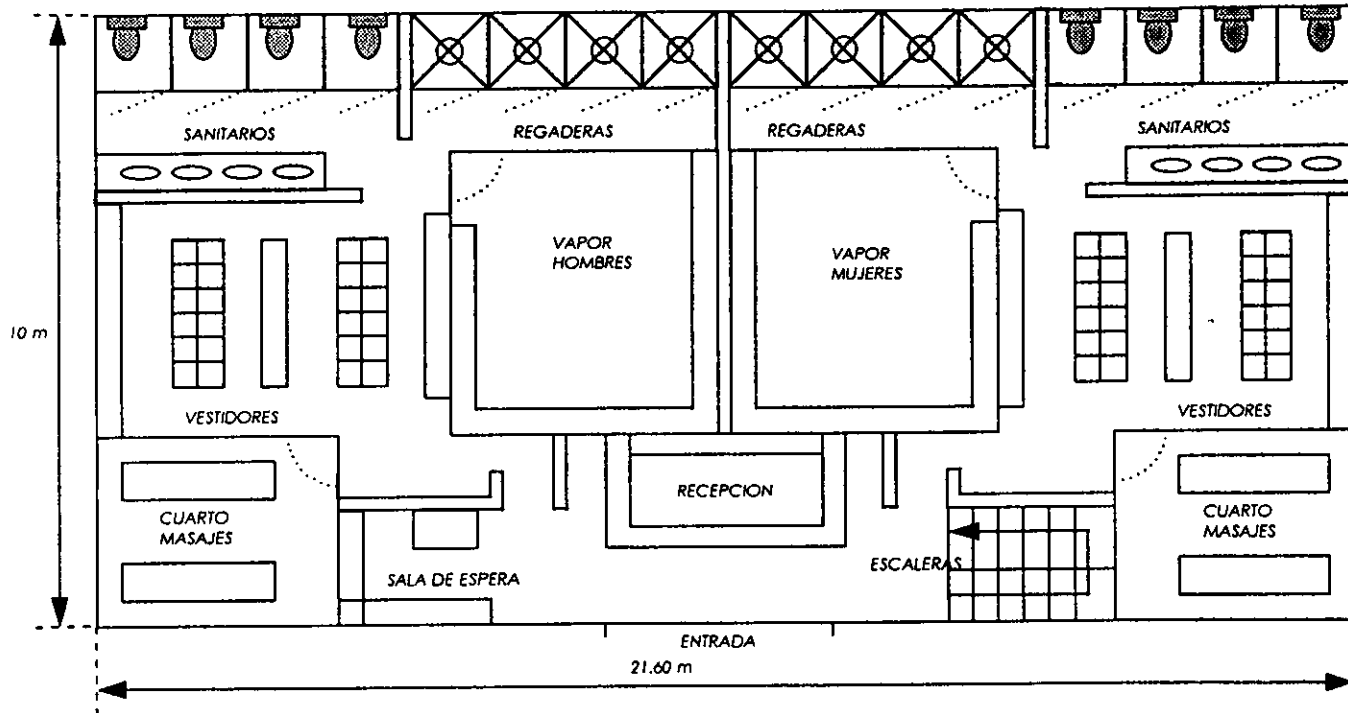 SANITARIOS
REGADERAS
REGADERAS
SANITARIOS
VAPOR
HOMBRES
VAPOR
MUJERES
10 m
VESTIDORES
VESTIDORES
RECEPCION
CUARTO
MASAJES
CUARTO
MASAJES
SALA DE ESPERA
ESCALERAS
ENTRADA
21.60 m